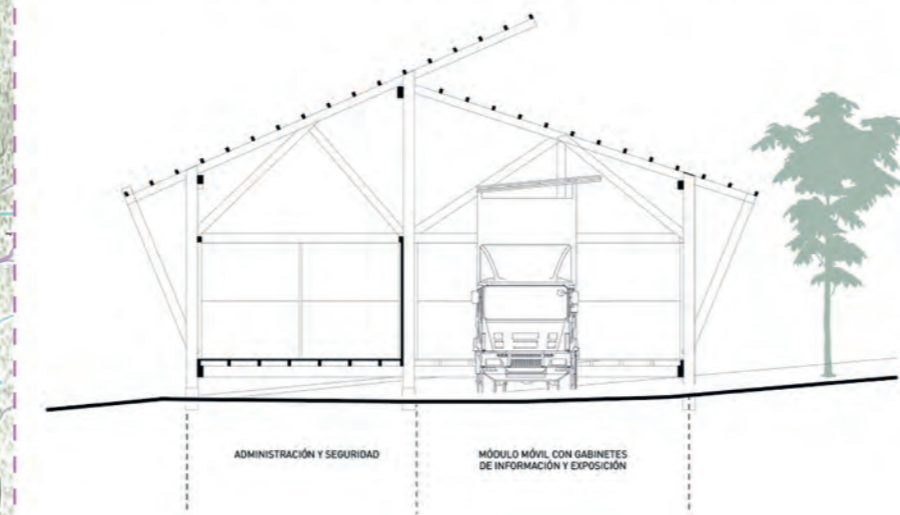 ADMINISTRACIÓN Y SEGURIDAD
MÓDULO MÓVIL CON GABINETES
DE INFORMACIÓN Y EXPOSICIÓN